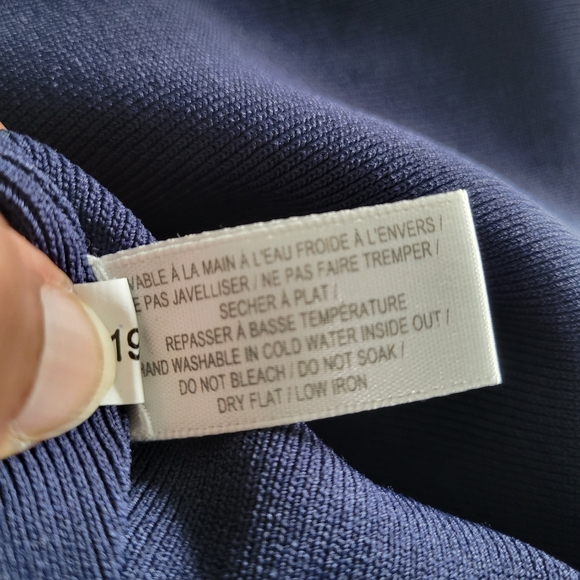 VABLE À LA MAIN À L'EAU FROIDE À L'ENVERS /
E PAS JAVELLISER / NE PAS FAIRE TREMPER /
SECHER À PLAT /
REPASSER À BASSE TEMPÉRATURE
HAND WASHABLE IN COLD WATER INSIDE OUT /
DO NOT BLEACH / DO NOT SOAK /
DRY FLAT / LOW IRON
19